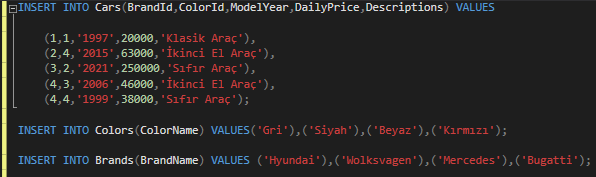 INSERT INTO Cars(BrandId,ColorId,ModelYear,DailyPrice,Descriptions) VALUES
(1,1,'1997',20000,'Klasik Araç'),
(2,4,'2015',63000,'İkinci El Araç'),
(3,2,'2021',250000,'Sıfır Araç'),
(4,3,'2006',46000,'İkinci El Araç'),
(4,4,'1999',38000,'Sıfır Araç');
INSERT INTO Colors(ColorName) VALUES('Gri'),('Siyah'),('Beyaz'),('Kırmızı');
INSERT INTO Brands(BrandName) VALUES ('Hyundai'),('Wolksvagen'),('Mercedes'),('Bugatti');